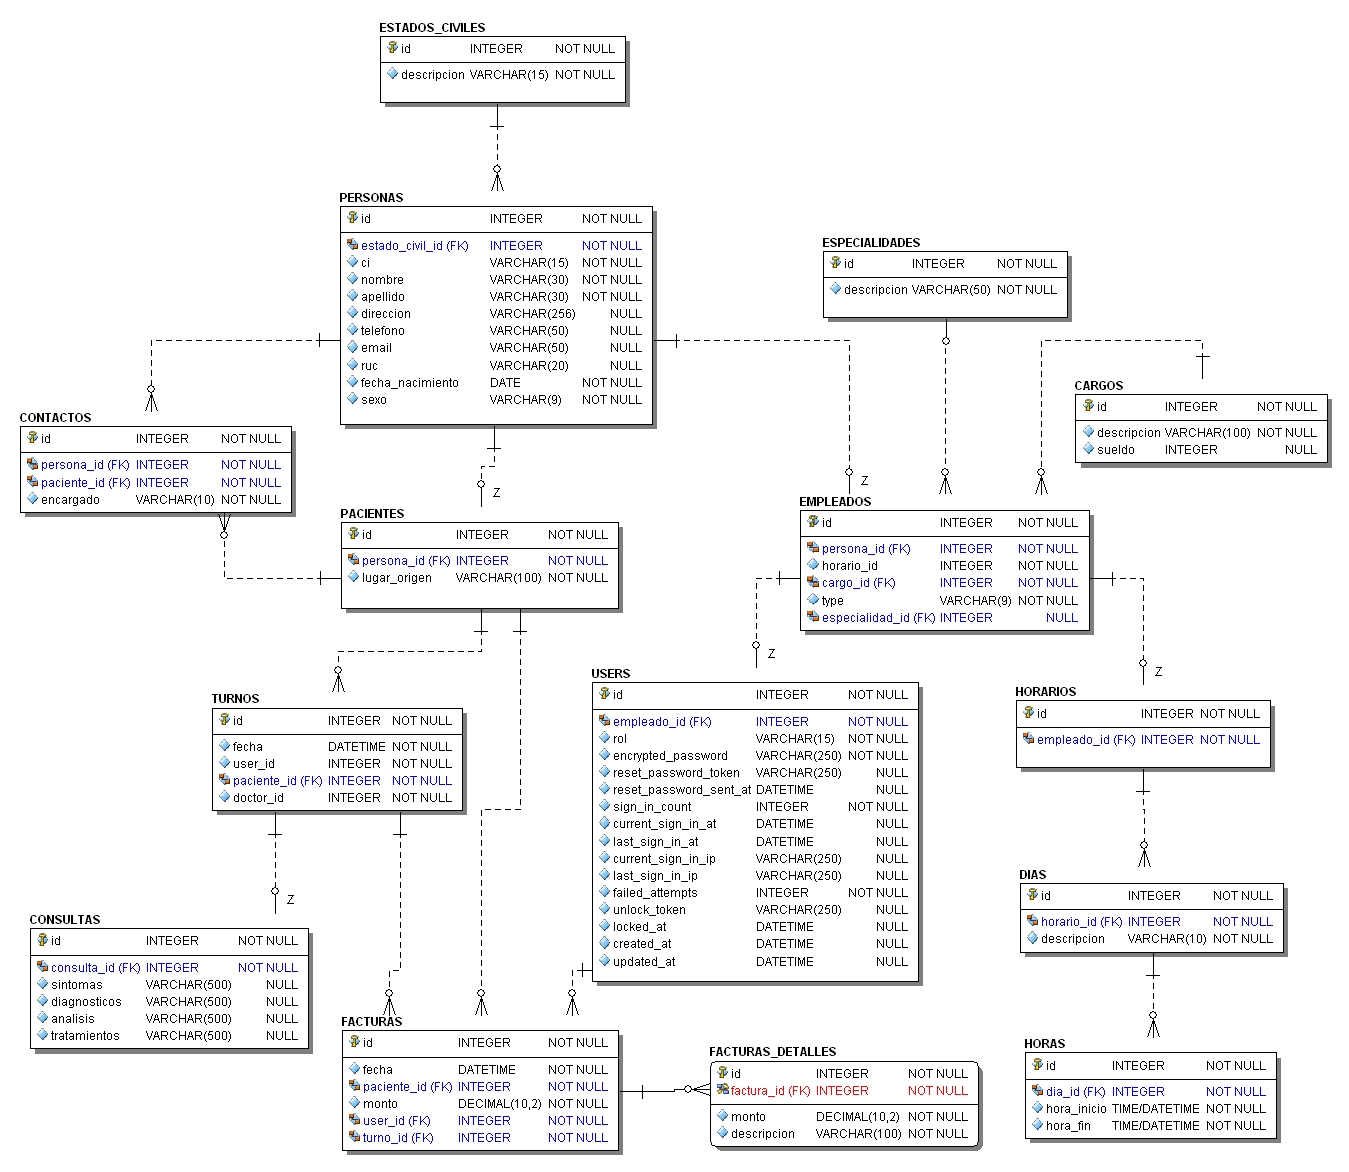 ESTADOS_CIVILES
id INTEGER NOT NULL
descripcion VARCHAR(15) NOT NULL
PERSONAS
id INTEGER NOT NULL
estado_civil_id (FK) INTEGER NOT NULL
ci VARCHAR(15) NOT NULL
nombre VARCHAR(30) NOT NULL
apellido VARCHAR(30) NOT NULL
direccion VARCHAR(256) NULL
telefono VARCHAR(50) NULL
email VARCHAR(50) NULL
ruc VARCHAR(20) NULL
fecha_nacimiento DATE NOT NULL
sexo VARCHAR(9) NOT NULL
ESPECIALIDADES
id INTEGER NOT NULL
descripcion VARCHAR(50) NOT NULL
CARGOS
id INTEGER NOT NULL
descripcion VARCHAR(100) NOT NULL
sueldo INTEGER NULL
CONTACTOS
id INTEGER NOT NULL
persona_id (FK) INTEGER NOT NULL
paciente_id (FK) INTEGER NOT NULL
encargado VARCHAR(10) NOT NULL
Z
Z
PACIENTES
id INTEGER NOT NULL
persona_id (FK) INTEGER NOT NULL
lugar_origen VARCHAR(100) NOT NULL
EMPLEADOS
id INTEGER NOT NULL
persona_id (FK) INTEGER NOT NULL
horario_id INTEGER NOT NULL
cargo_id (FK) INTEGER NOT NULL
type VARCHAR(9) NOT NULL
especialidad_id (FK) INTEGER NULL
Z
Z
TURNOS
id INTEGER NOT NULL
fecha DATETIME NOT NULL
user_id INTEGER NOT NULL
paciente_id (FK) INTEGER NOT NULL
doctor_id INTEGER NOT NULL
USERS
id INTEGER NOT NULL
empleado_id (FK) INTEGER NOT NULL
rol VARCHAR(15) NOT NULL
encrypted_password VARCHAR(250) NOT NULL
reset_password_token VARCHAR(250) NULL
reset_password_sent_at DATETIME NULL
sign_in_count INTEGER NOT NULL
current_sign_in_at DATETIME NULL
last_sign_in_at DATETIME NULL
current_sign_in_ip VARCHAR(250) NULL
last_sign_in_ip VARCHAR(250) NULL
failed_attempts INTEGER NOT NULL
unlock_token VARCHAR(250) NULL
locked_at DATETIME NULL
created_at DATETIME NULL
updated_at DATETIME NULL
HORARIOS
id INTEGER NOT NULL
empleado_id (FK) INTEGER NOT NULL
Z
CONSULTAS
id INTEGER NOT NULL
consulta_id (FK) INTEGER NOT NULL
sintomas VARCHAR(500) NULL
diagnosticos VARCHAR(500) NULL
analisis VARCHAR(500) NULL
tratamientos VARCHAR(500) NULL
DIAS
id INTEGER NOT NULL
horario_id (FK) INTEGER NOT NULL
descripcion VARCHAR(10) NOT NULL
FACTURAS
id INTEGER NOT NULL
fecha DATETIME NOT NULL
paciente_id (FK) INTEGER NOT NULL
monto DECIMAL(10,2) NOT NULL
user_id (FK) INTEGER NOT NULL
turno_id (FK) INTEGER NOT NULL
FACTURAS_DETALLES
id INTEGER NOT NULL
factura_id (FK) INTEGER NOT NULL
monto DECIMAL(10,2) NOT NULL
descripcion VARCHAR(100) NOT NULL
HORAS
id INTEGER NOT NULL
dia_id (FK) INTEGER NOT NULL
hora_inicio TIME/DATETIME NOT NULL
hora_fin TIME/DATETIME NOT NULL